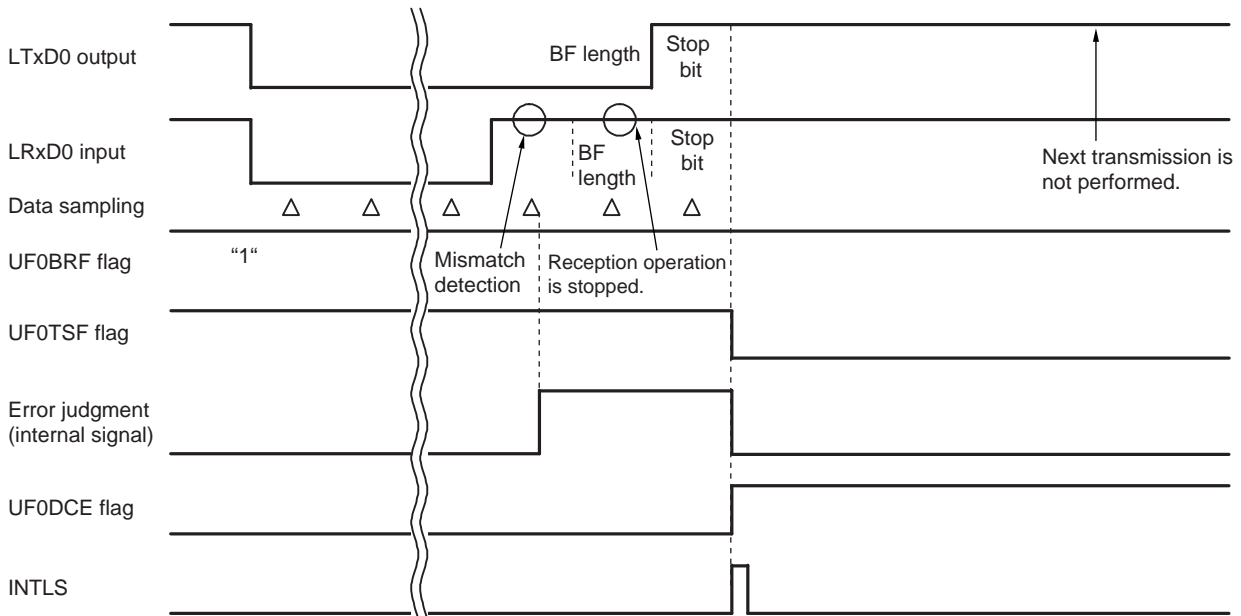 LTxD0 output
BF length
Stop
bit
LRxD0 input
BF
length
Stop
bit
Next transmission is
not performed.
Data sampling
UF0BRF flag
“1“
Mismatch
detection
Reception operation
is stopped.
UF0TSF flag
Error judgment
(internal signal)
UF0DCE flag
INTLS